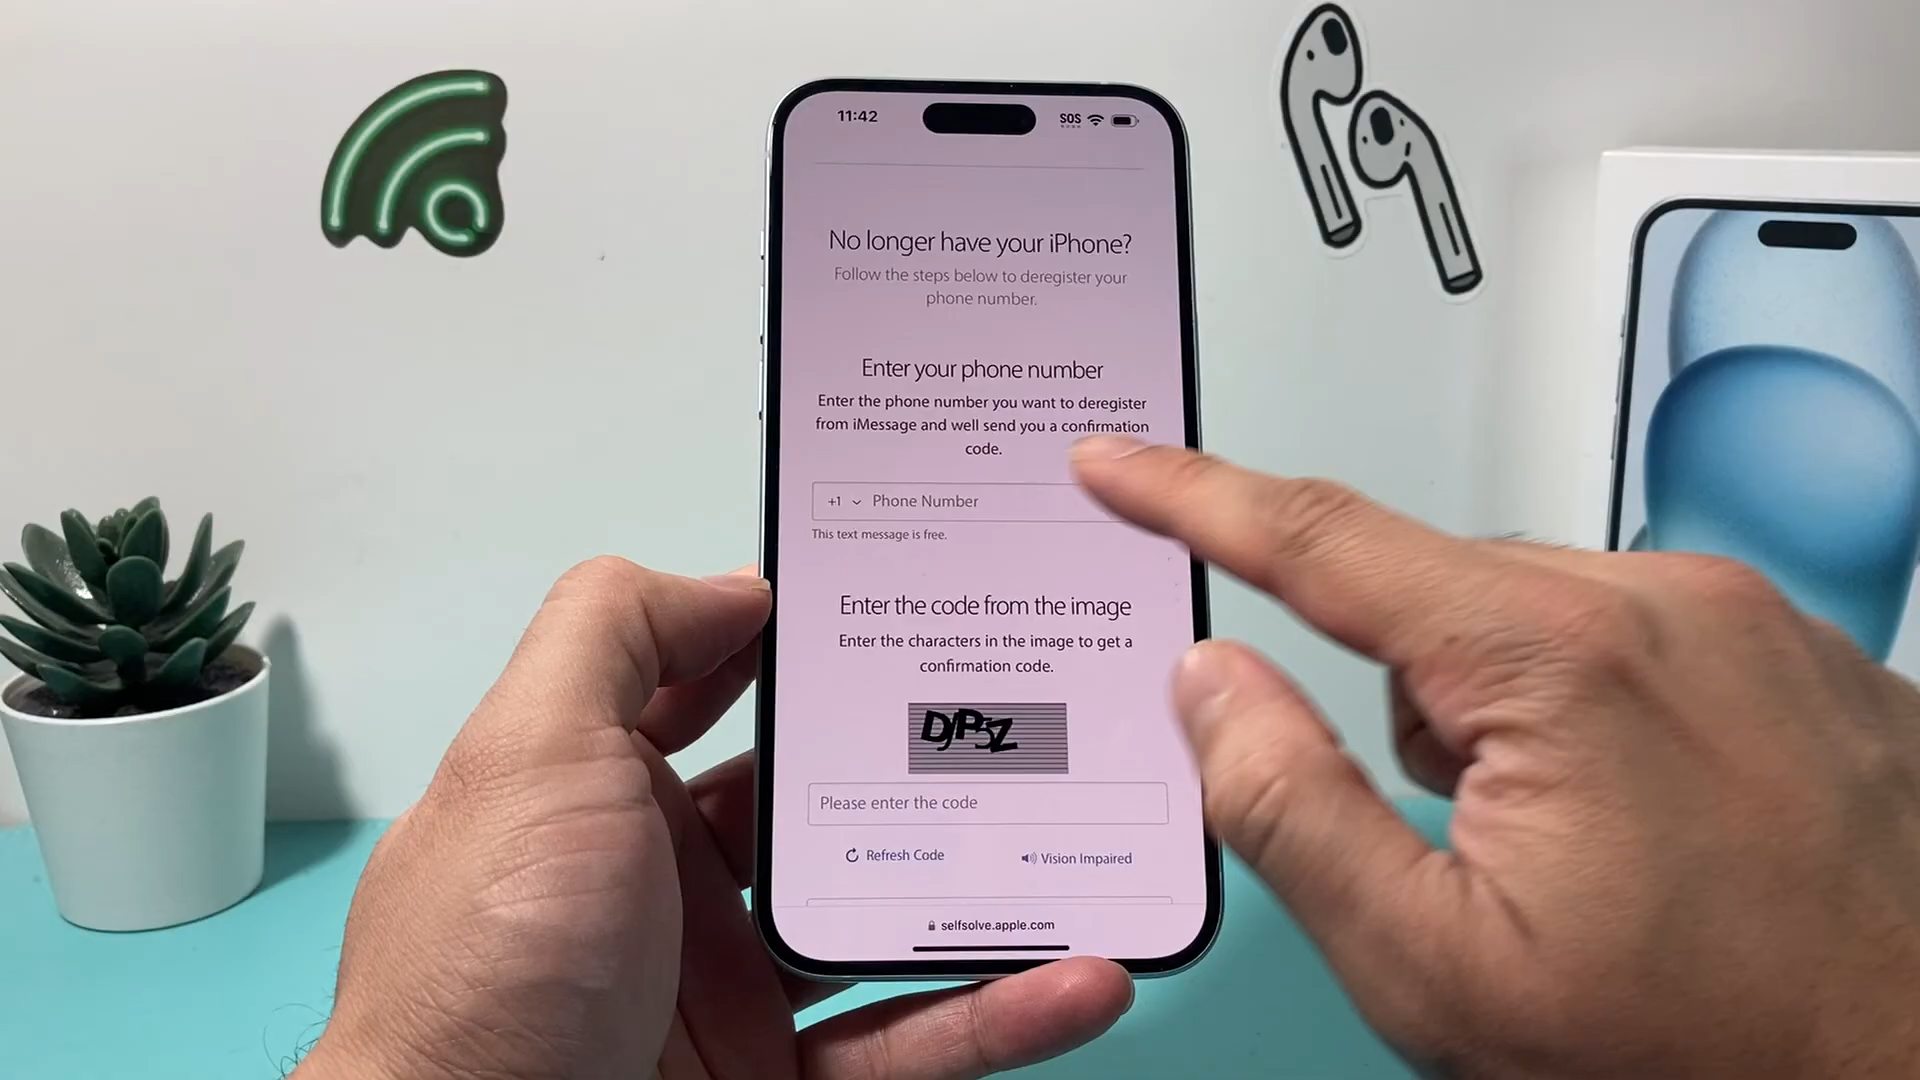 11:42
SOS
No longer have your iPhone?
Follow the steps below to deregister your
phone number.
Enter your phone number
Enter the phone number you want to deregister
from iMessage and well send you a confirmation
code.
+1 Phone Number
This text message is free.
Enter the code from the image
Enter the characters in the image to get a
confirmation code.
DJP5Z
Please enter the code
Refresh Code
Vision Impaired
selfsolve.apple.com